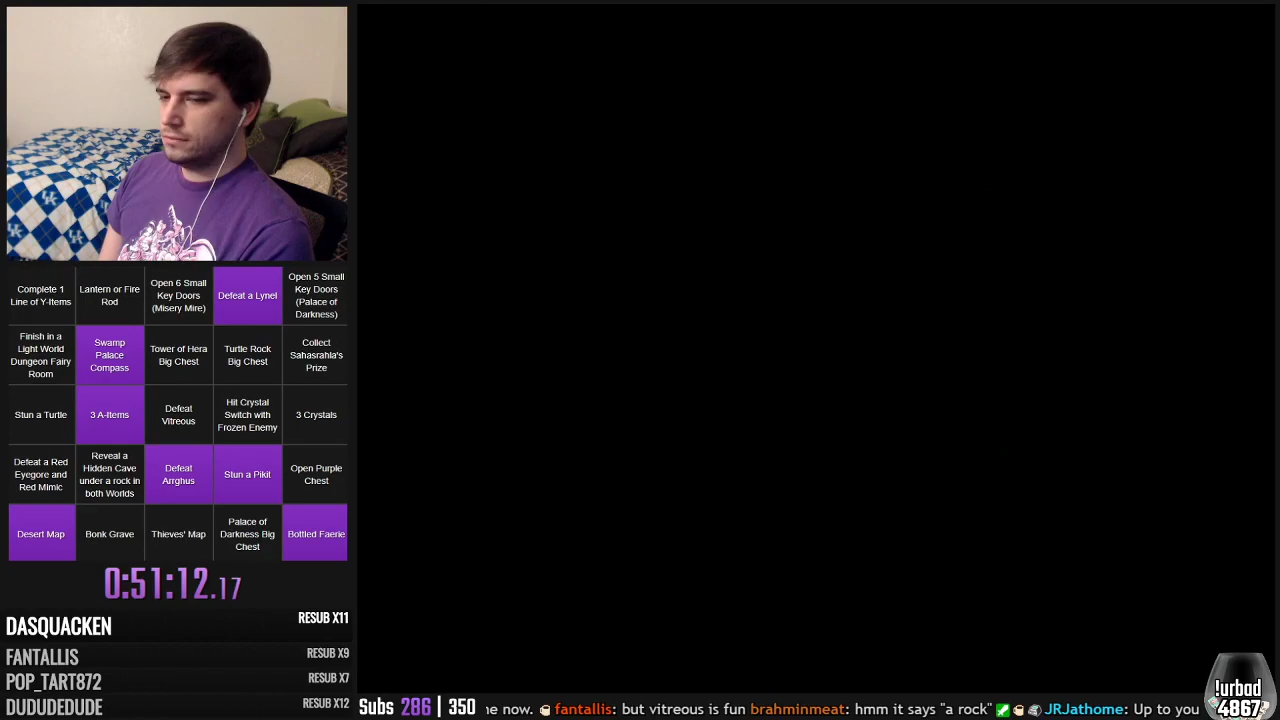 Complete 1
Line of Y-Items
Lantern or Fire
Rod
Open 6 Small
Key Doors
(Misery Mire)
Defeat a Lynel
Open 5 Small
Key Doors
(Palace of
Darkness)
Finish in a
Light World
Dungeon Fairy
Room
Swamp
Palace
Compass
Tower of Hera
Big Chest
Turtle Rock
Big Chest
Collect
Sahasrahla's
Prize
Stun a Turtle
3 A-Items
Defeat
Vitreous
Hit Crystal
Switch with
Frozen Enemy
3 Crystals
Defeat a Red
Eyegore and
Red Mimic
Reveal a
Hidden Cave
under a rock in
both Worlds
Defeat
Arrghus
Stun a Pikit
Open Purple
Chest
Desert Map
Bonk Grave
Thieves' Map
Palace of
Darkness Big
Chest
Bottled Faerie
0:51:12.17
DASQUACKEN RESUB X11
FANTALLIS RESUB X9
POP_TART872 RESUB X7
DUDUDEDUDE RESUB X12
Subs 286 | 350 ne now. fantallis: but vitreous is fun brahminmeat: hmm it says "a rock" JRJathome: Up to you
!urbad
4867